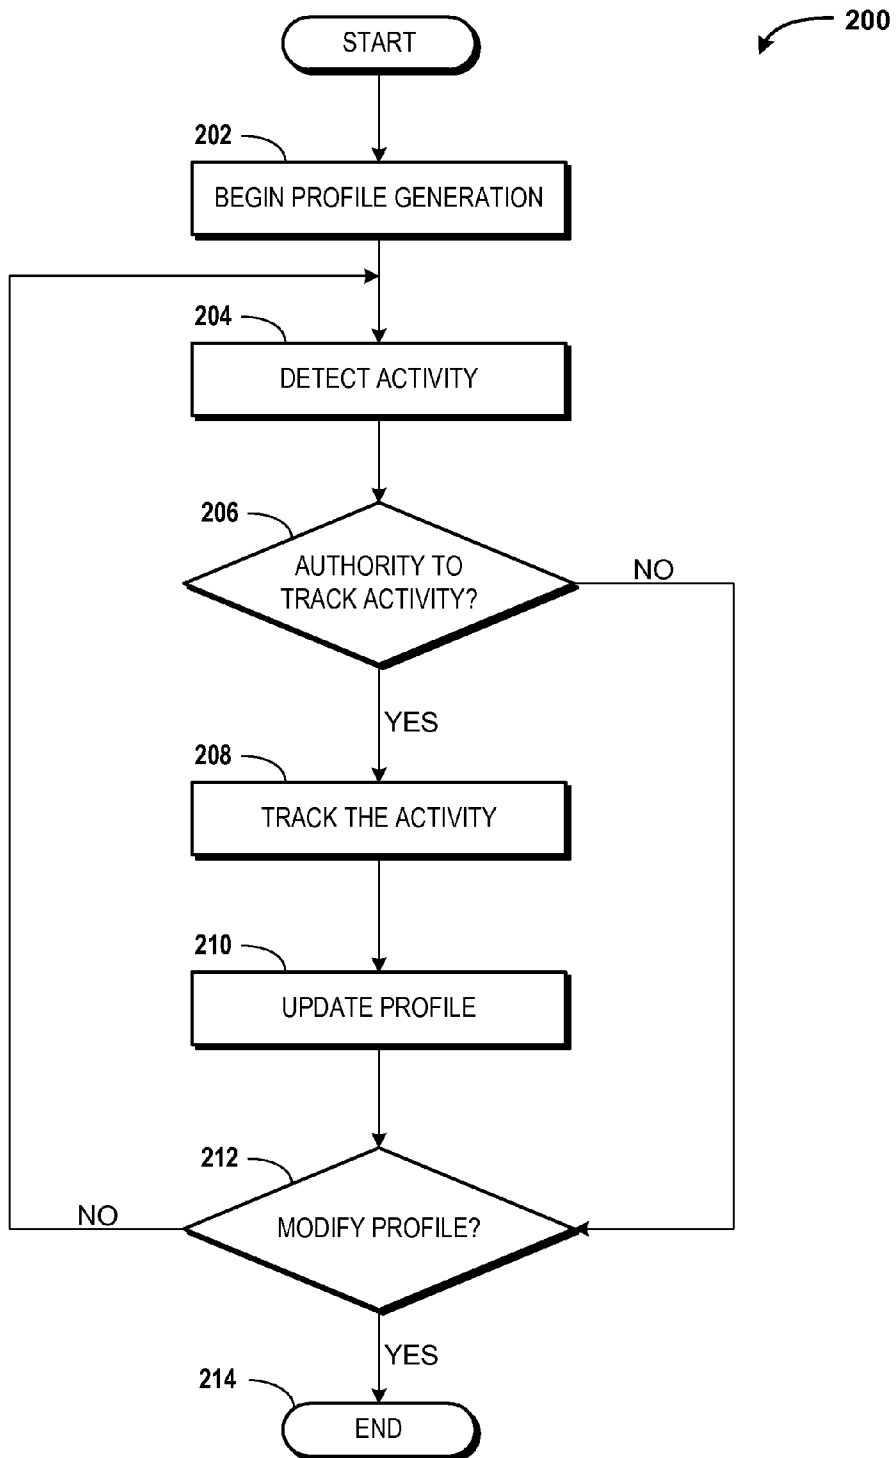 200
START
202
BEGIN PROFILE GENERATION
204
DETECT ACTIVITY
206
AUTHORITY TO
TRACK ACTIVITY?
NO
YES
208
TRACK THE ACTIVITY
210
UPDATE PROFILE
212
MODIFY PROFILE?
NO
YES
214
END